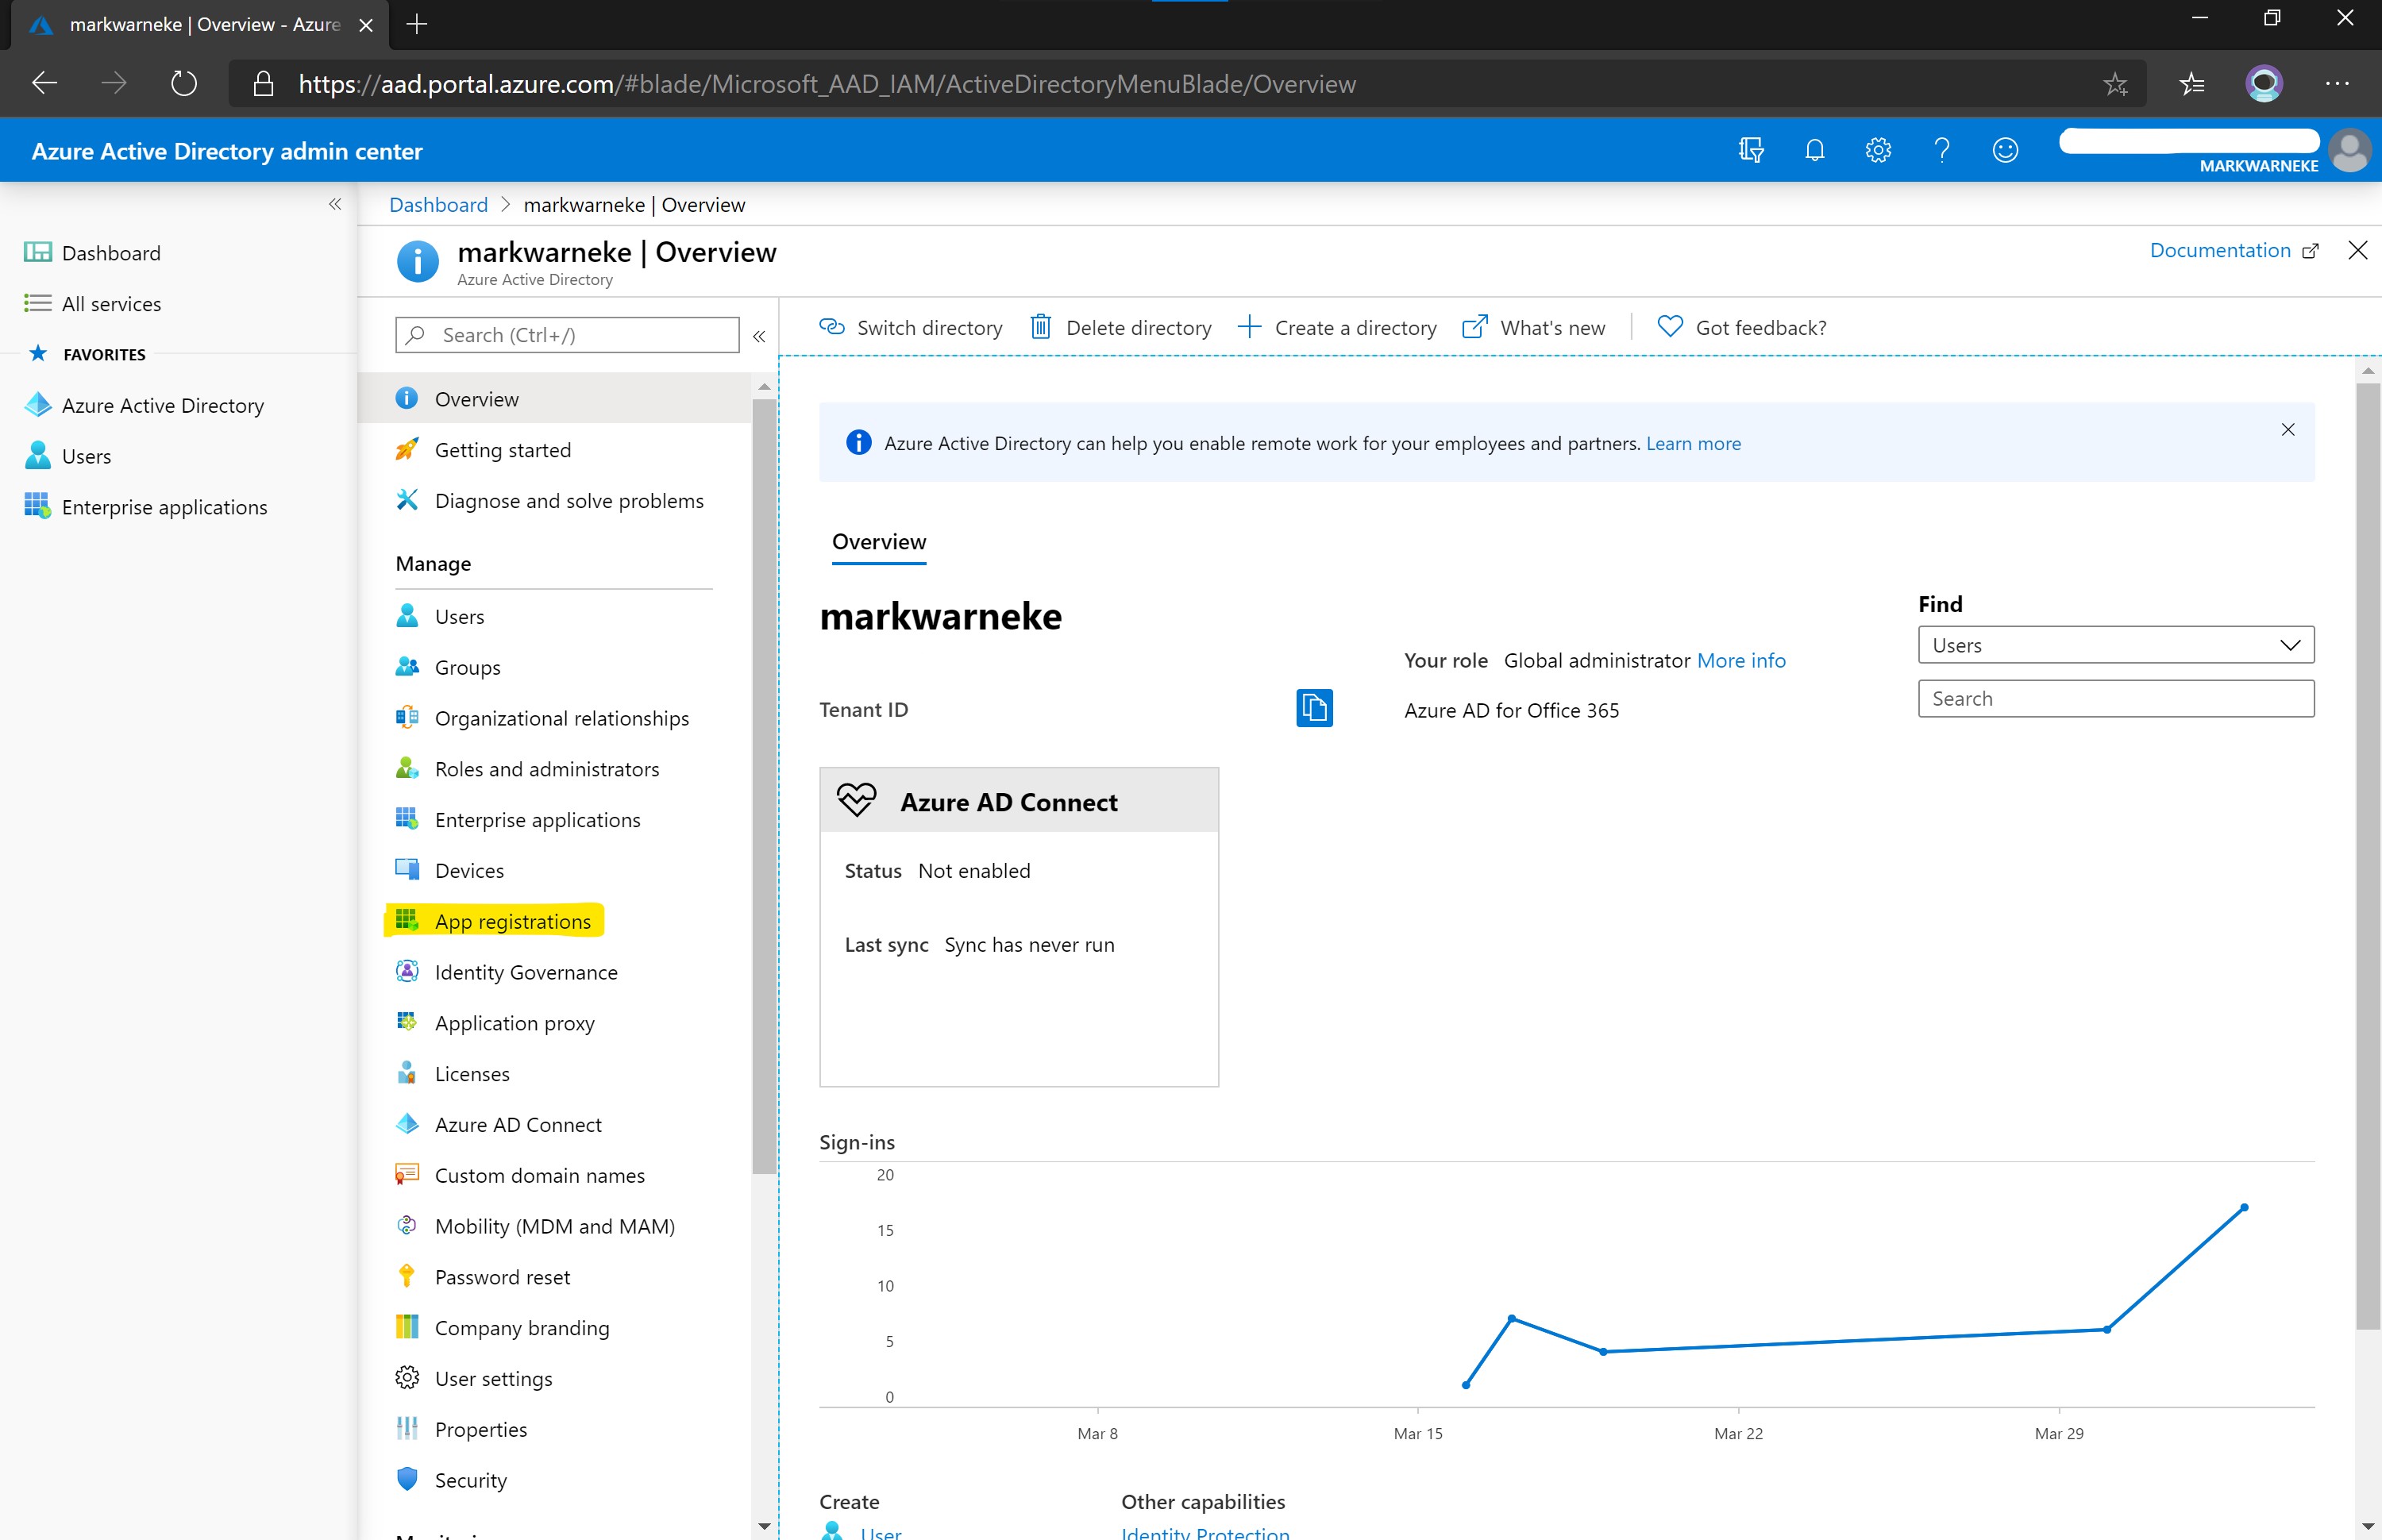 markwarneke | Overview - Azure
https://aad.portal.azure.com/#blade/Microsoft_AAD_IAM/ActiveDirectoryMenuBlade/Overview
Azure Active Directory admin center
MARKWARNEKE
Dashboard
All services
FAVORITES
Azure Active Directory
Users
Enterprise applications
Dashboard > markwarneke | Overview
markwarneke | Overview
Azure Active Directory
Documentation
Search (Ctrl+/)
Overview
Getting started
Diagnose and solve problems
Manage
Users
Groups
Organizational relationships
Roles and administrators
Enterprise applications
Devices
App registrations
Identity Governance
Application proxy
Licenses
Azure AD Connect
Custom domain names
Mobility (MDM and MAM)
Password reset
Company branding
User settings
Properties
Security
Switch directory
Delete directory
Create a directory
What's new
Got feedback?
Azure Active Directory can help you enable remote work for your employees and partners. Learn more
Overview
markwarneke
Your role Global administrator More info
Tenant ID
Azure AD for Office 365
Find
Users
Search
Azure AD Connect
Status Not enabled
Last sync Sync has never run
Sign-ins
20
15
10
5
0
Mar 8
Mar 15
Mar 22
Mar 29
Create
User
Other capabilities
Identity Protection